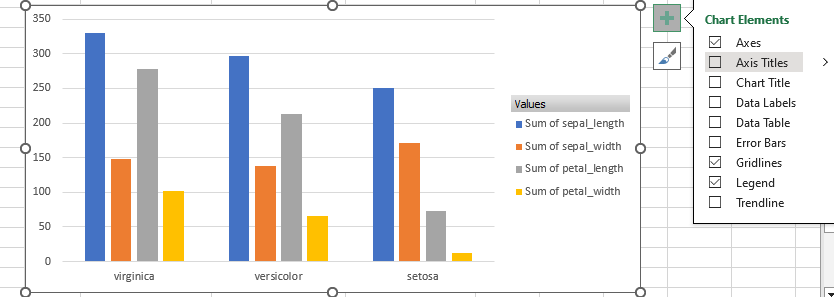 350
300
250
200
150
100
50
0
virginica
versicolor
setosa
Values
Sum of sepal_length
Sum of sepal_width
Sum of petal_length
Sum of petal_width
Chart Elements
Axes
Axis Titles
Chart Title
Data Labels
Data Table
Error Bars
Gridlines
Legend
Trendline